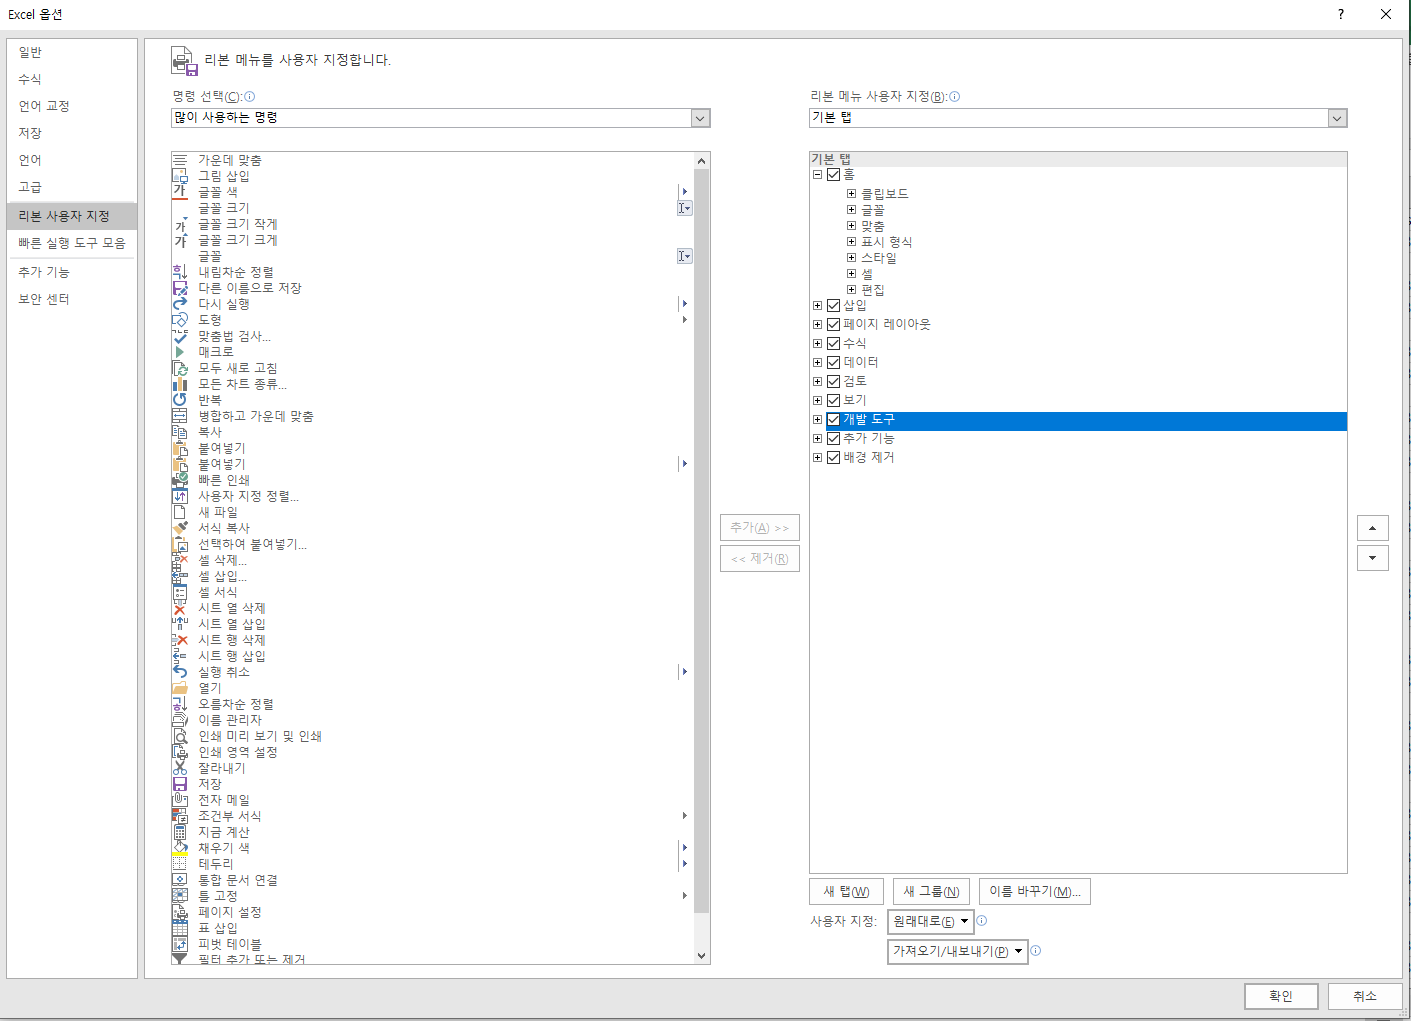 Excel 옵션
?
일반
수식
언어 교정
저장
언어
고급
리본 사용자 지정
빠른 실행 도구 모음
추가 기능
보안 센터
리본 메뉴를 사용자 지정합니다.
명령 선택(C):
많이 사용하는 명령
가운데 맞춤
그림 삽입
글꼴 색
글꼴 크기
글꼴 크기 작게
글꼴 크기 크게
글꼴
내림차순 정렬
다른 이름으로 저장
다시 실행
도형
맞춤법 검사...
매크로
모두 새로 고침
모든 차트 종류...
반복
병합하고 가운데 맞춤
복사
붙여넣기
붙여넣기
빠른 인쇄
사용자 지정 정렬...
새 파일
서식 복사
선택하여 붙여넣기...
셀 삭제...
셀 삽입...
셀 서식
시트 열 삭제
시트 열 삽입
시트 행 삭제
시트 행 삽입
실행 취소
열기
오름차순 정렬
이름 관리자
인쇄 미리 보기 및 인쇄
인쇄 영역 설정
잘라내기
저장
전자 메일
조건부 서식
지금 계산
채우기 색
테두리
통합 문서 연결
틀 고정
페이지 설정
표 삽입
피벗 테이블
필터 추가 또는 제거
추가(A) >>
<< 제거(R)
리본 메뉴 사용자 지정(B):
기본 탭
기본 탭
홈
클립보드
글꼴
맞춤
표시 형식
스타일
셀
편집
삽입
페이지 레이아웃
수식
데이터
검토
보기
개발 도구
추가 기능
배경 제거
새 탭(W)
새 그룹(N)
이름 바꾸기(M)...
사용자 지정:
원래대로(E)
가져오기/내보내기(P)
확인
취소